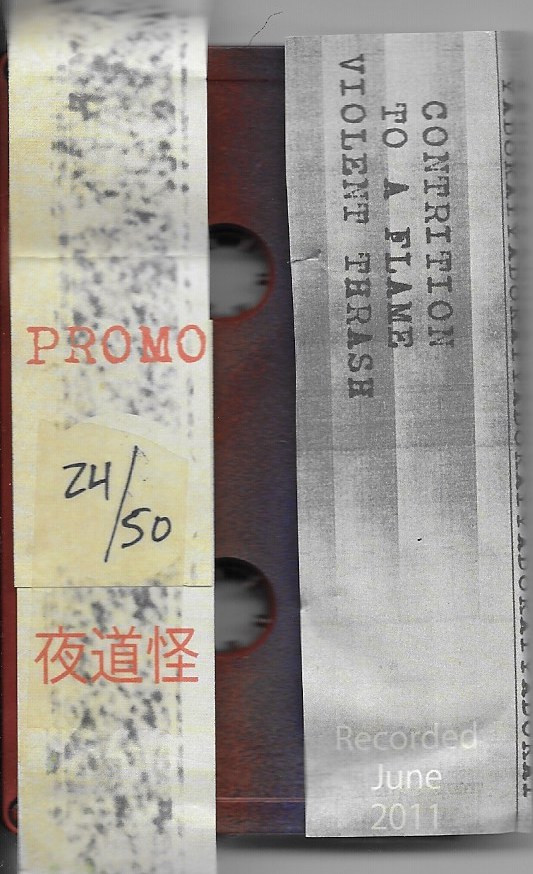 PROMO
24/50
夜道怪
CONTRITION
TO A FLAME
VIOLENT THRASH
Recorded
June
2011